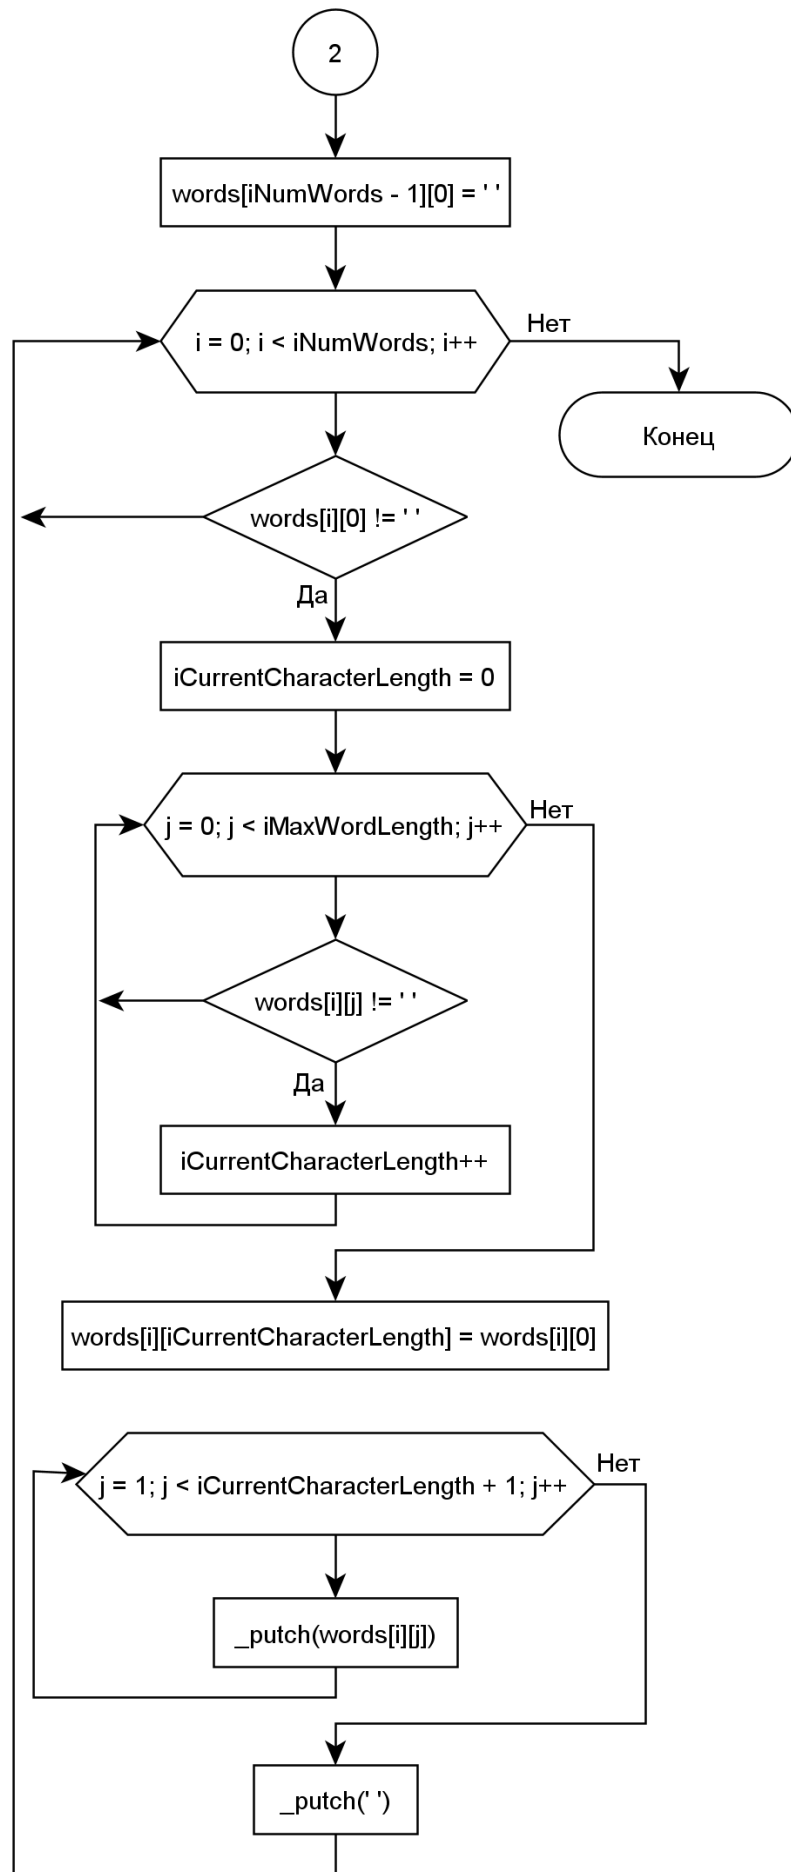 2
words[iNumWords - 1][0] = ' '
i = 0; i < iNumWords; i++
Нет
Конец
words[i][0] != ' '
Да
iCurrentCharacterLength = 0
j = 0; j < iMaxWordLength; j++
Нет
words[i][j] != ' '
Да
iCurrentCharacterLength++
words[i][iCurrentCharacterLength] = words[i][0]
j = 1; j < iCurrentCharacterLength + 1; j++
Нет
_putch(words[i][j])
_putch(' ')